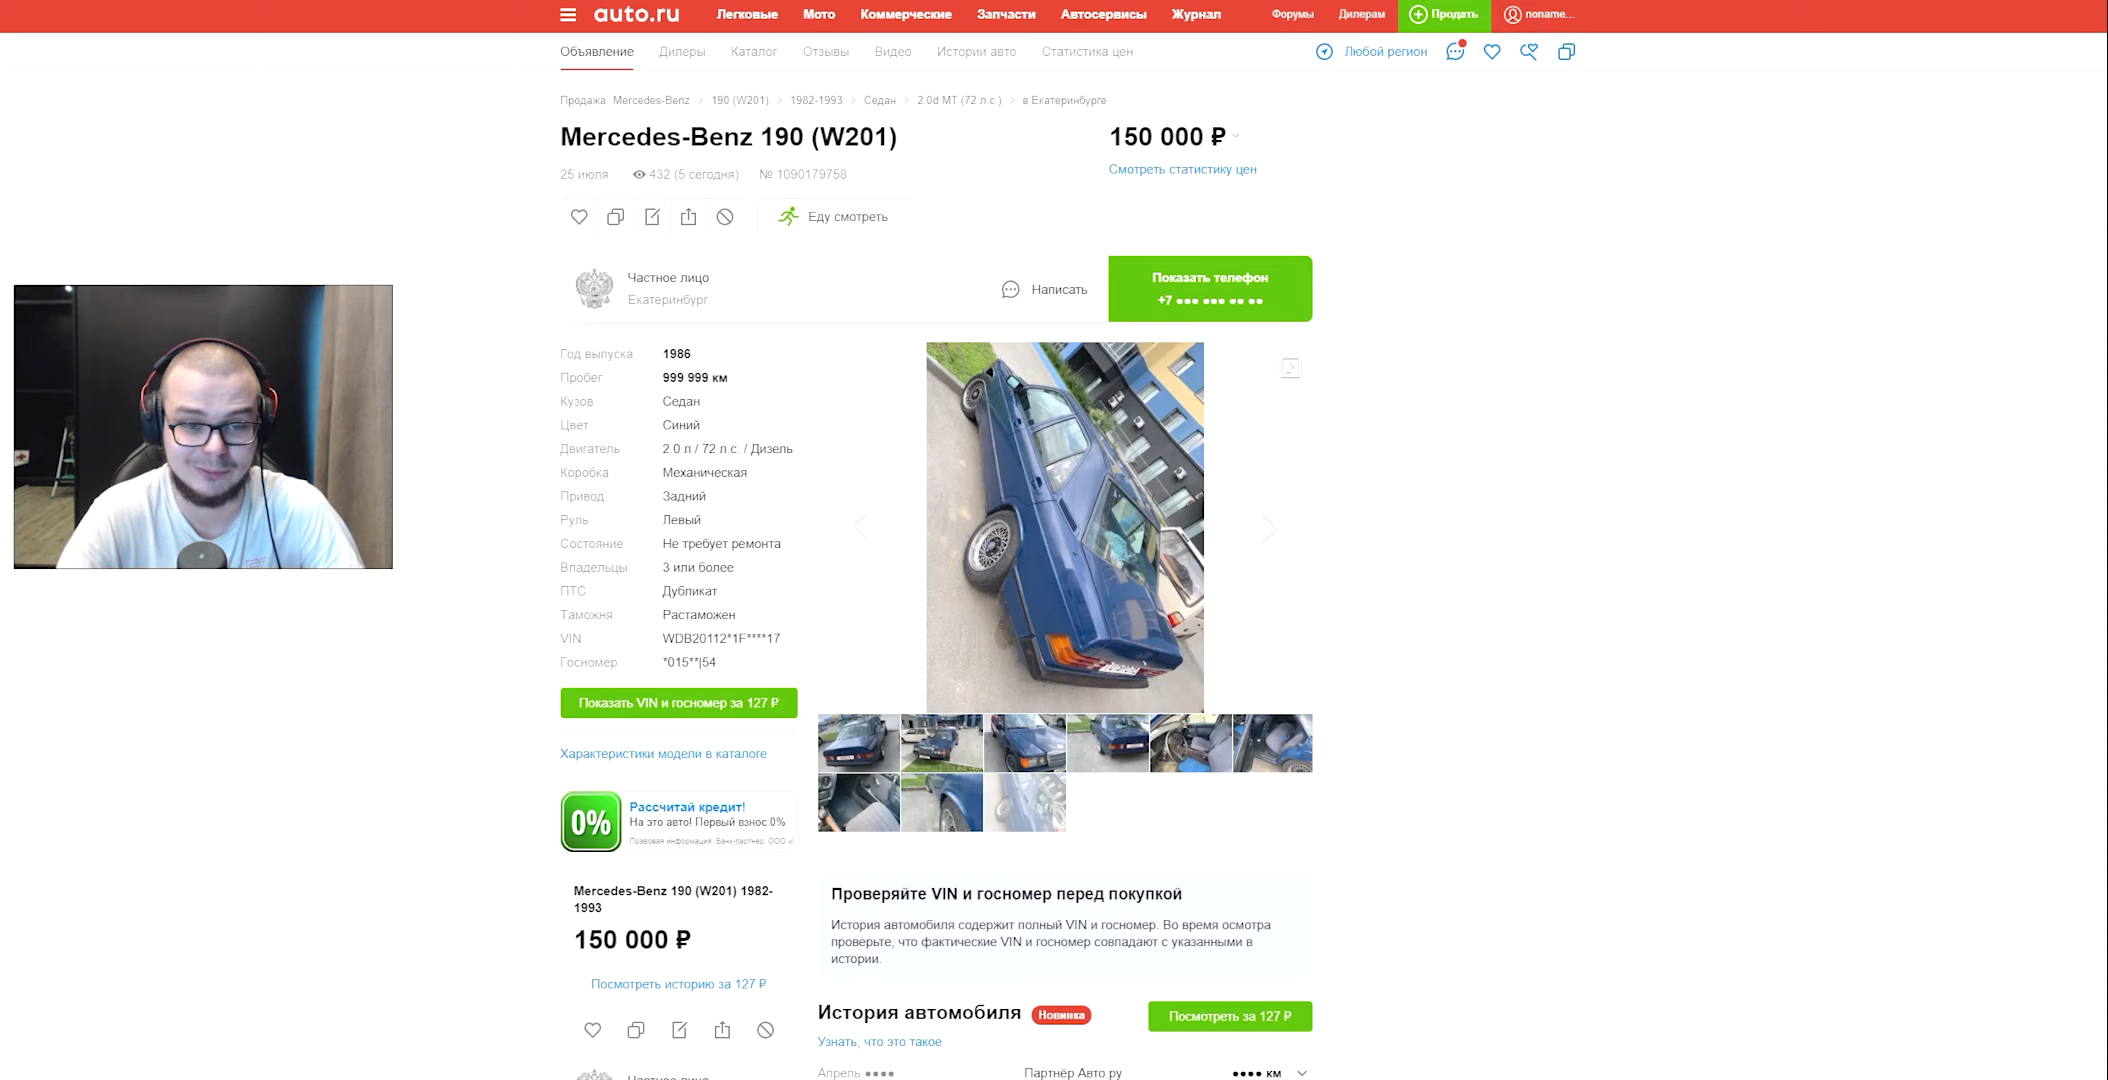 auto.ru Легковые Мото Коммерческие Запчасти Автосервисы Журнал Форумы Дилерам Продать noname...
Объявление Дилеры Каталог Отзывы Видео Истории авто Статистика цен Любой регион
Продажа Mercedes-Benz > 190 (W201) > 1982-1993 > Седан > 2.0d MT (72 л.с.) > в Екатеринбурге
Mercedes-Benz 190 (W201) 150 000 ₽
25 июля 432 (5 сегодня) № 1090179758 Смотреть статистику цен
Еду смотреть
Частное лицо
Екатеринбург
Написать
Показать телефон
+7 ●●● ●●● ●● ●●
Год выпуска 1986
Пробег 999 999 км
Кузов Седан
Цвет Синий
Двигатель 2.0 л / 72 л.с. / Дизель
Коробка Механическая
Привод Задний
Руль Левый
Состояние Не требует ремонта
Владельцы 3 или более
ПТС Дубликат
Таможня Растаможен
VIN WDB20112*1F****17
Госномер *015**|54
Показать VIN и госномер за 127 ₽
Характеристики модели в каталоге
0%
Рассчитай кредит!
На это авто! Первый взнос 0%
Правовая информация. Банк-партнер ООО
Mercedes-Benz 190 (W201) 1982-
1993
150 000 ₽
Посмотреть историю за 127 ₽
Частное лицо
Проверяйте VIN и госномер перед покупкой
История автомобиля содержит полный VIN и госномер. Во время осмотра
проверьте, что фактические VIN и госномер совпадают с указанными в
истории.
История автомобиля Новинка Посмотреть за 127 ₽
Узнать, что это такое
Апрель ●●●● Партнёр Авто.ру ●●●● км